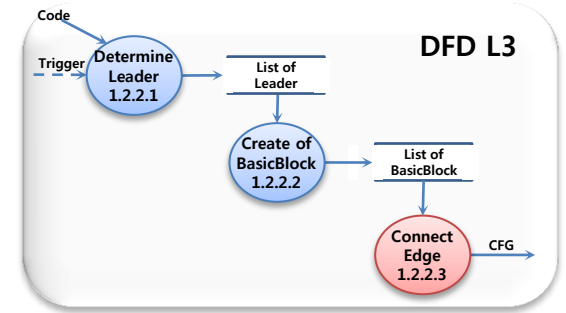 Code
DFD L3
Trigger
Determine
Leader
1.2.2.1
List of
Leader
Create of
BasicBlock
1.2.2.2
List of
BasicBlock
Connect
Edge
1.2.2.3
CFG